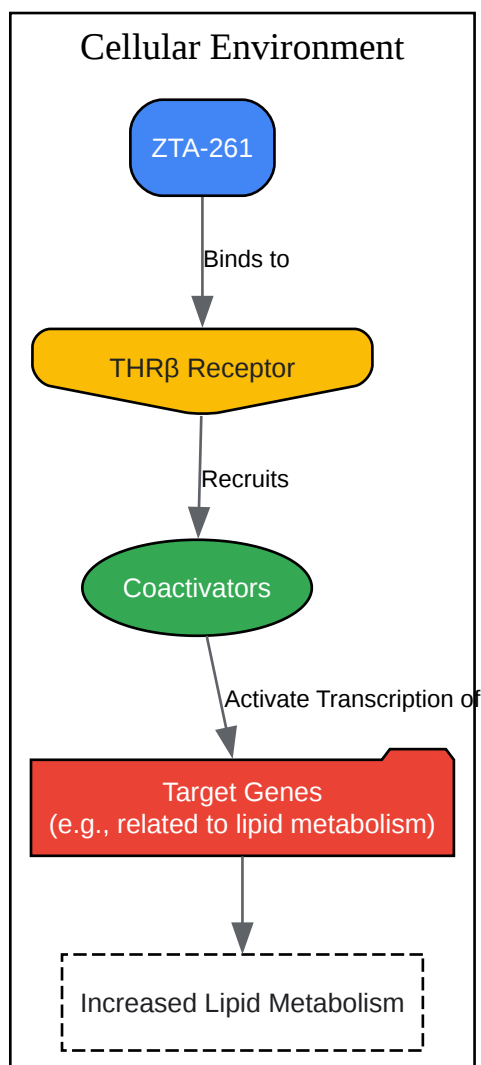 Cellular Environment
ZTA-261
Binds to
THRβ Receptor
Recruits
Coactivators
Activate Transcription of
Target Genes
(e.g., related to lipid metabolism)
Increased Lipid Metabolism